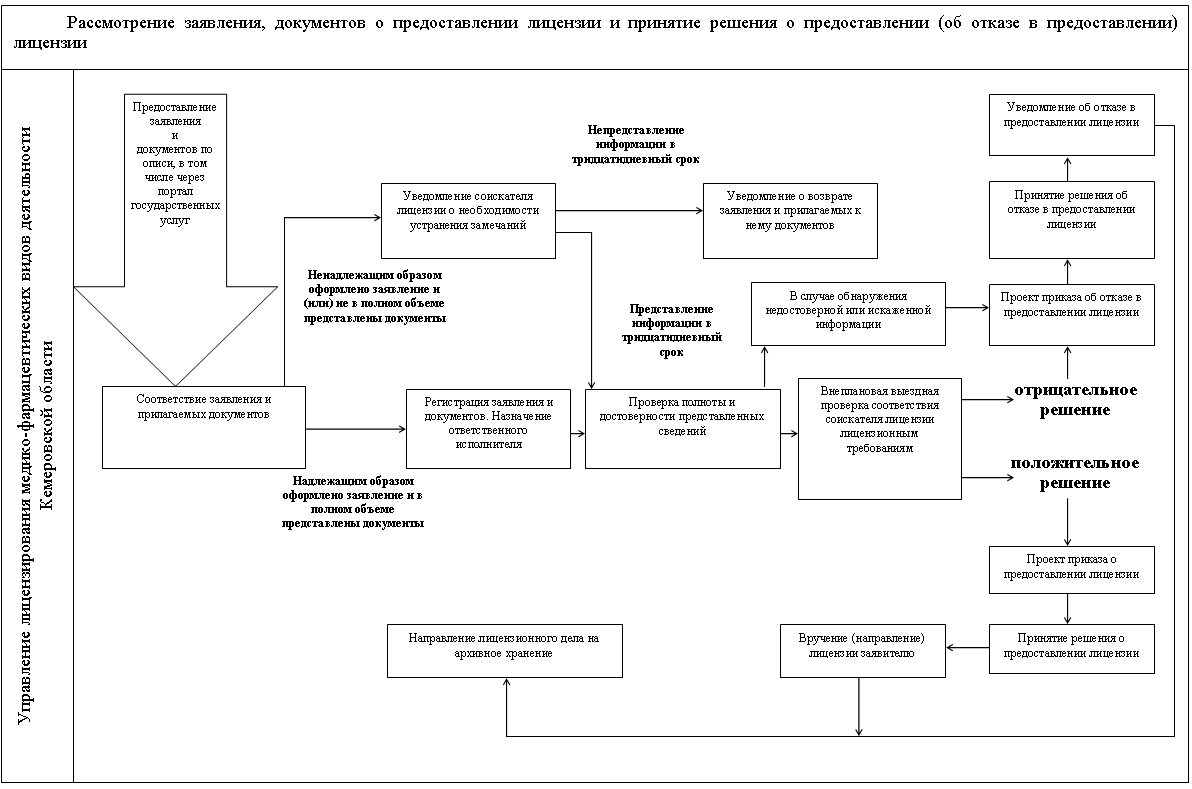 Рассмотрение заявления, документов о предоставлении лицензии и принятие решения о предоставлении (об отказе в предоставлении)
лицензии
Управление лицензирования медико-фармацевтических видов деятельности
Кемеровской области
Предоставление
заявления
и
документов по
описи, в том
числе через
портал
государственных
услуг
Соответствие заявления и
прилагаемых документов
Уведомление соискателя
лицензии о необходимости
устранения замечаний
Ненадлежащим образом
оформлено заявление и
(или) не в полном объеме
представлены документы
Надлежащим образом
оформлено заявление и в
полном объеме
представлены документы
Непредставление
информации в
тридцатидневный срок
Уведомление о возврате
заявления и прилагаемых к
нему документов
Представление
информации в
тридцатидиевный
срок
Регистрация заявления и
документов. Назначение
ответственного
исполнителя
Проверка полноты и
достоверности представленных
сведений
В случае обнаружения
недостоверной или искаженной
информации
Внеплановая выездная
проверка соответствия
соискателя лицензии
лицензионным
требованиям
Уведомление об отказе в
предоставлении лицензии
Принятие решения об
отказе в предоставлении
лицензии
Проект приказа об отказе в
предоставлении лицензии
отрицательное
решение
положительное
решение
Проект приказа о
предоставлении лицензии
Принятие решения о
предоставлении лицензии
Вручение (направление)
лицензии заявителю
Направление лицензионного дела на
архивное хранение